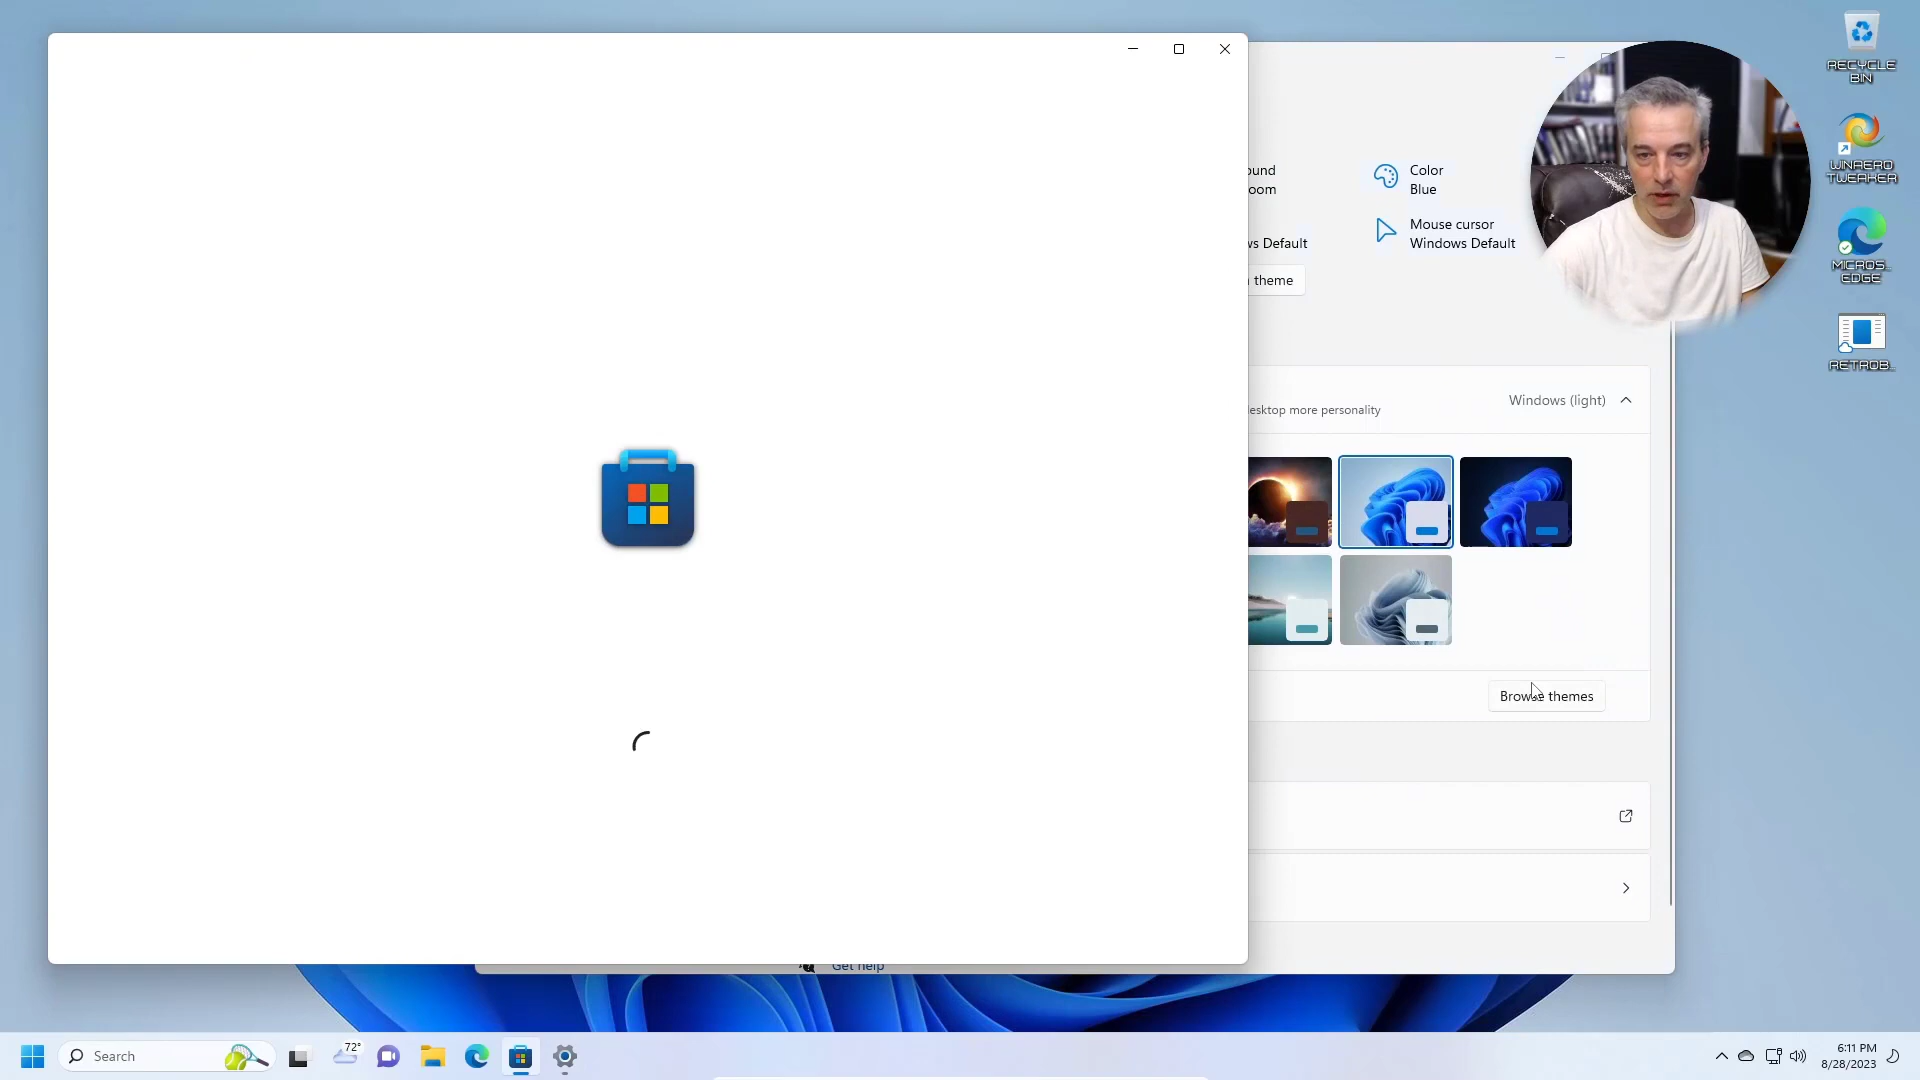 RECYCLE
BIN
WINAERO
TWEAKER
MICROS...
EDGE
RETROB...
ound
oom
Color
Blue
Mouse cursor
vs Default
Windows Default
theme
Windows (light)
desktop more personality
Browse themes
Get help
Search
72°
6:11 PM
8/28/2023